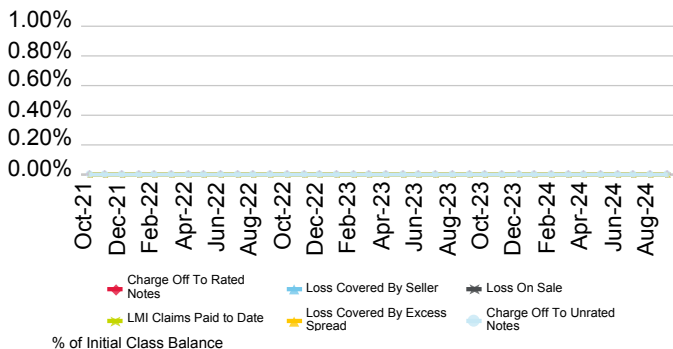 1.00%
0.80%
0.60%
0.40%
0.20%
0.00%
Oct-21
Dec-21
Feb-22
Apr-22
Jun-22
Aug-22
Oct-22
Dec-22
Feb-23
Apr-23
Jun-23
Aug-23
Oct-23
Dec-23
Feb-24
Apr-24
Jun-24
Aug-24
Charge Off To Rated
Notes
Loss Covered By Seller
Loss On Sale
LMI Claims Paid to Date
Loss Covered By Excess
Spread
Charge Off To Unrated
Notes
% of Initial Class Balance